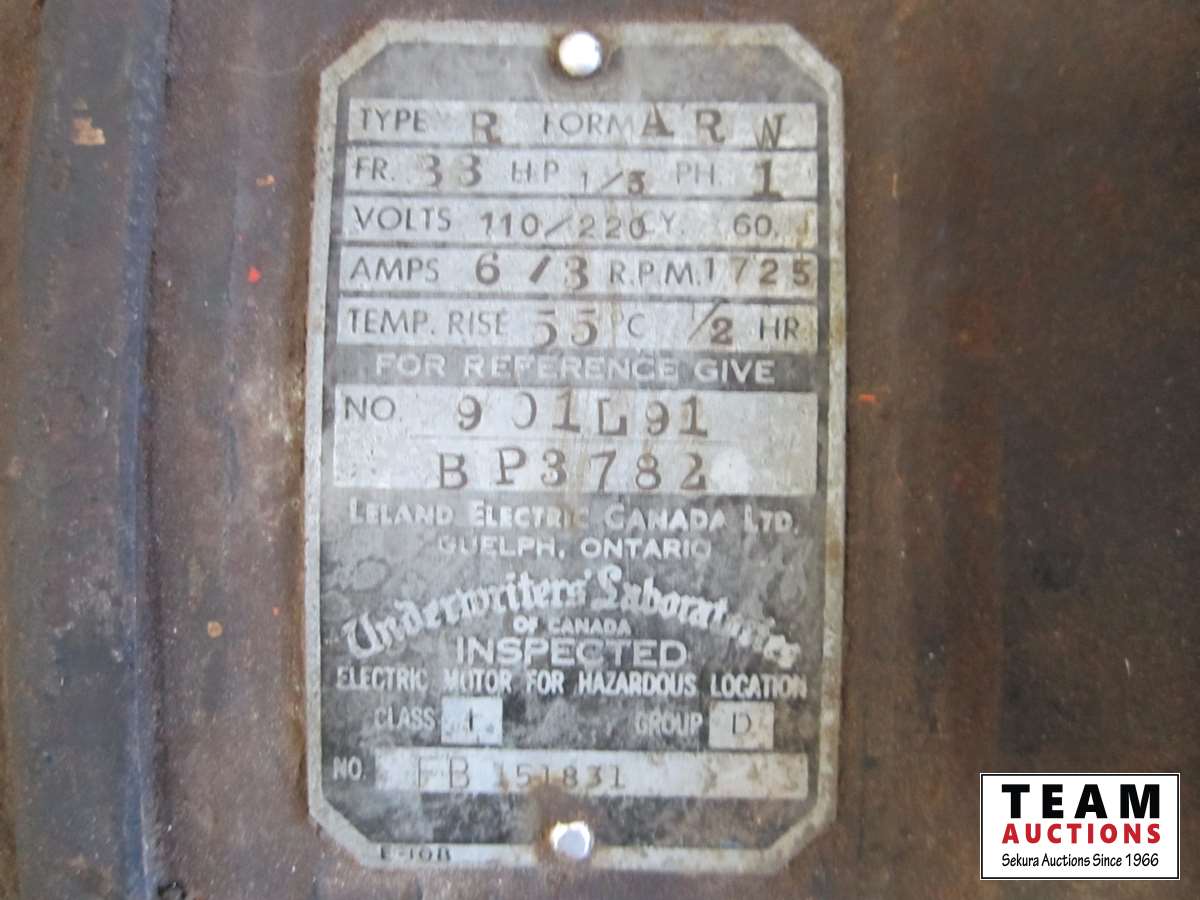 TYPE R FORM A R W
FR. 33 H.P. 1/3 PH. 1
VOLTS 110/220 CY. 60.
AMPS 6/3 R.P.M. 1725
TEMP. RISE 55 °C 1/2 HR
FOR REFERENCE GIVE
NO. 901L91
BP3782
LELAND ELECTRIC CANADA LTD.
GUELPH, ONTARIO
Underwriters' Laboratories
OF CANADA
INSPECTED
ELECTRIC MOTOR FOR HAZARDOUS LOCATION
CLASS I GROUP D
NO. 151831
E-10B
TEAM
AUCTIONS
Sekura Auctions Since 1966